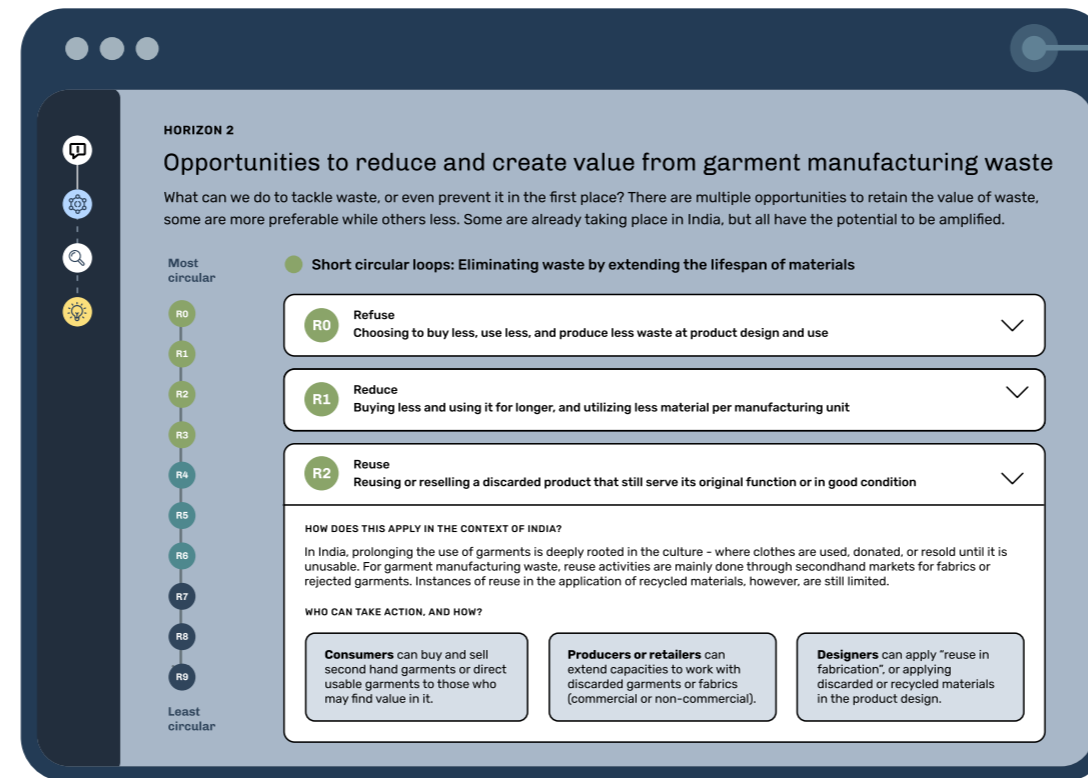 HORIZON 2
Opportunities to reduce and create value from garment manufacturing waste
What can we do to tackle waste, or even prevent it in the first place? There are multiple opportunities to retain the value of waste,
some are more preferable while others less. Some are already taking place in India, but all have the potential to be amplified.
Most
circular
R0
R1
R2
R3
R4
R5
R6
R7
R8
R9
Least
circular
Short circular loops: Eliminating waste by extending the lifespan of materials
R0
Refuse
Choosing to buy less, use less, and produce less waste at product design and use
R1
Reduce
Buying less and using it for longer, and utilizing less material per manufacturing unit
R2
Reuse
Reusing or reselling a discarded product that still serve its original function or in good condition
HOW DOES THIS APPLY IN THE CONTEXT OF INDIA?
In India, prolonging the use of garments is deeply rooted in the culture - where clothes are used, donated, or resold until it is
unusable. For garment manufacturing waste, reuse activities are mainly done through secondhand markets for fabrics or
rejected garments. Instances of reuse in the application of recycled materials, however, are still limited.
WHO CAN TAKE ACTION, AND HOW?
Consumers can buy and sell
second hand garments or direct
usable garments to those who
may find value in it.
Producers or retailers can
extend capacities to work with
discarded garments or fabrics
(commercial or non-commercial).
Designers can apply "reuse in
fabrication", or applying
discarded or recycled materials
in the product design.